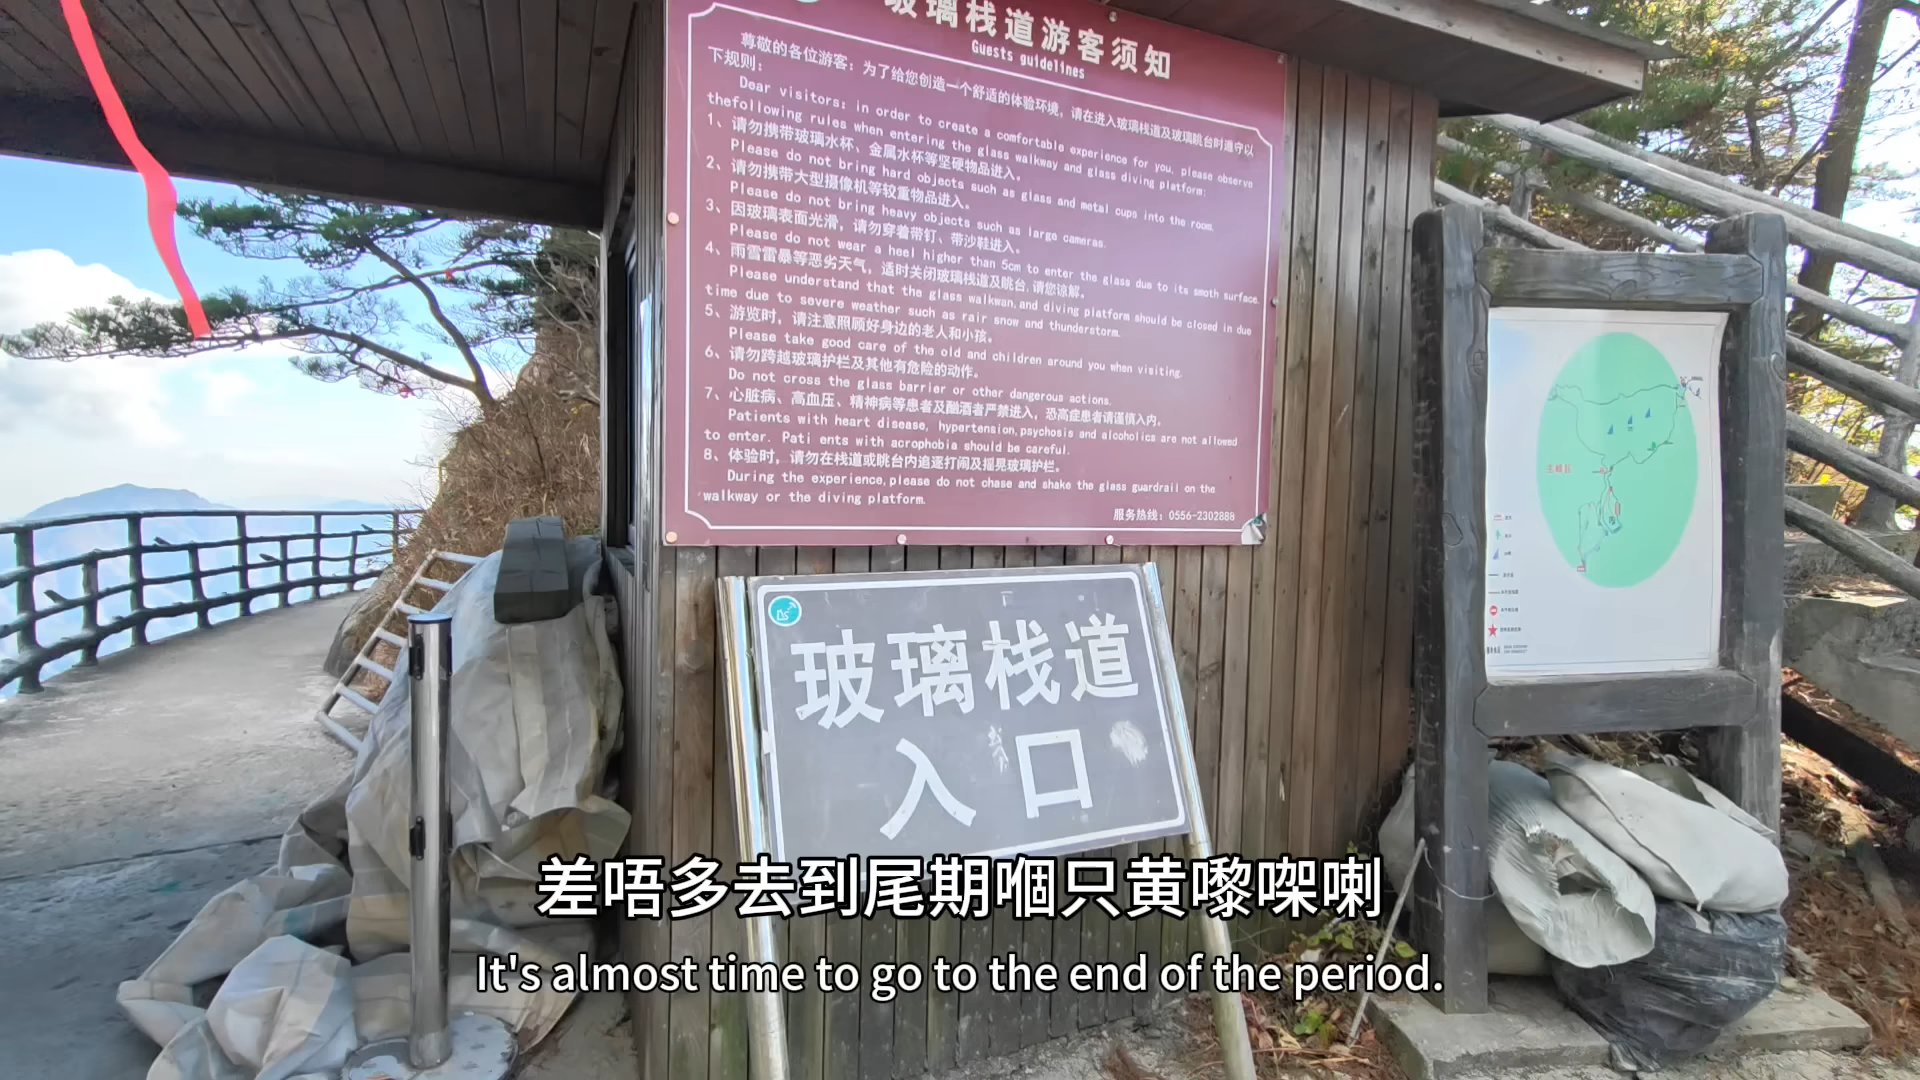 玻璃栈道游客须知
Guests guidelines
尊敬的各位游客：为了给您创造一个舒适的体验环境，请在进入玻璃栈道及玻璃眺台时遵守以
下规则：
Dear visitors: in order to create a comfortable experience for you, please observe
thefollowing rules when entering the glass walkway and glass diving platform:
1、请勿携带玻璃水杯、金属水杯等坚硬物品进入。
Please do not bring hard objects such as glass and metal cups into the room.
2、请勿携带大型摄像机等较重物品进入。
Please do not bring heavy objects such as large cameras.
3、因玻璃表面光滑，请勿穿着带钉、带沙鞋进入、
Please do not wear a heel higher than 5cm to enter the glass due to its smoth surface.
4、雨雪雷暴等恶劣天气，适时关闭玻璃栈道及眺台,请您谅解。
Please understand that the glass walkwan,and diving platform should be closed in due
time due to severe weather such as rair snow and thunderstorm.
5、游览时，请注意照顾好身边的老人和小孩。
Please take good care of the old and children around you when visiting.
6、请勿跨越玻璃护栏及其他有危险的动作。
Do not cross the glass barrier or other dangerous actions.
7、心脏病、高血压、精神病等患者及酗酒者严禁进入，恐高症患者请谨慎入内。
Patients with heart disease, hypertension,psychosis and alcoholics are not allowed
to enter. Pati ents with acrophobia should be careful.
8、体验时，请勿在栈道或眺台内追逐打闹及摇晃玻璃护栏。
During the experience,please do not chase and shake the glass guardrail on the
walkway or the diving platform.
服务热线：0556-2302888
玻璃栈道
入口
主峰区
差唔多去到尾期嗰只黄嚟㗎喇
It's almost time to go to the end of the period.